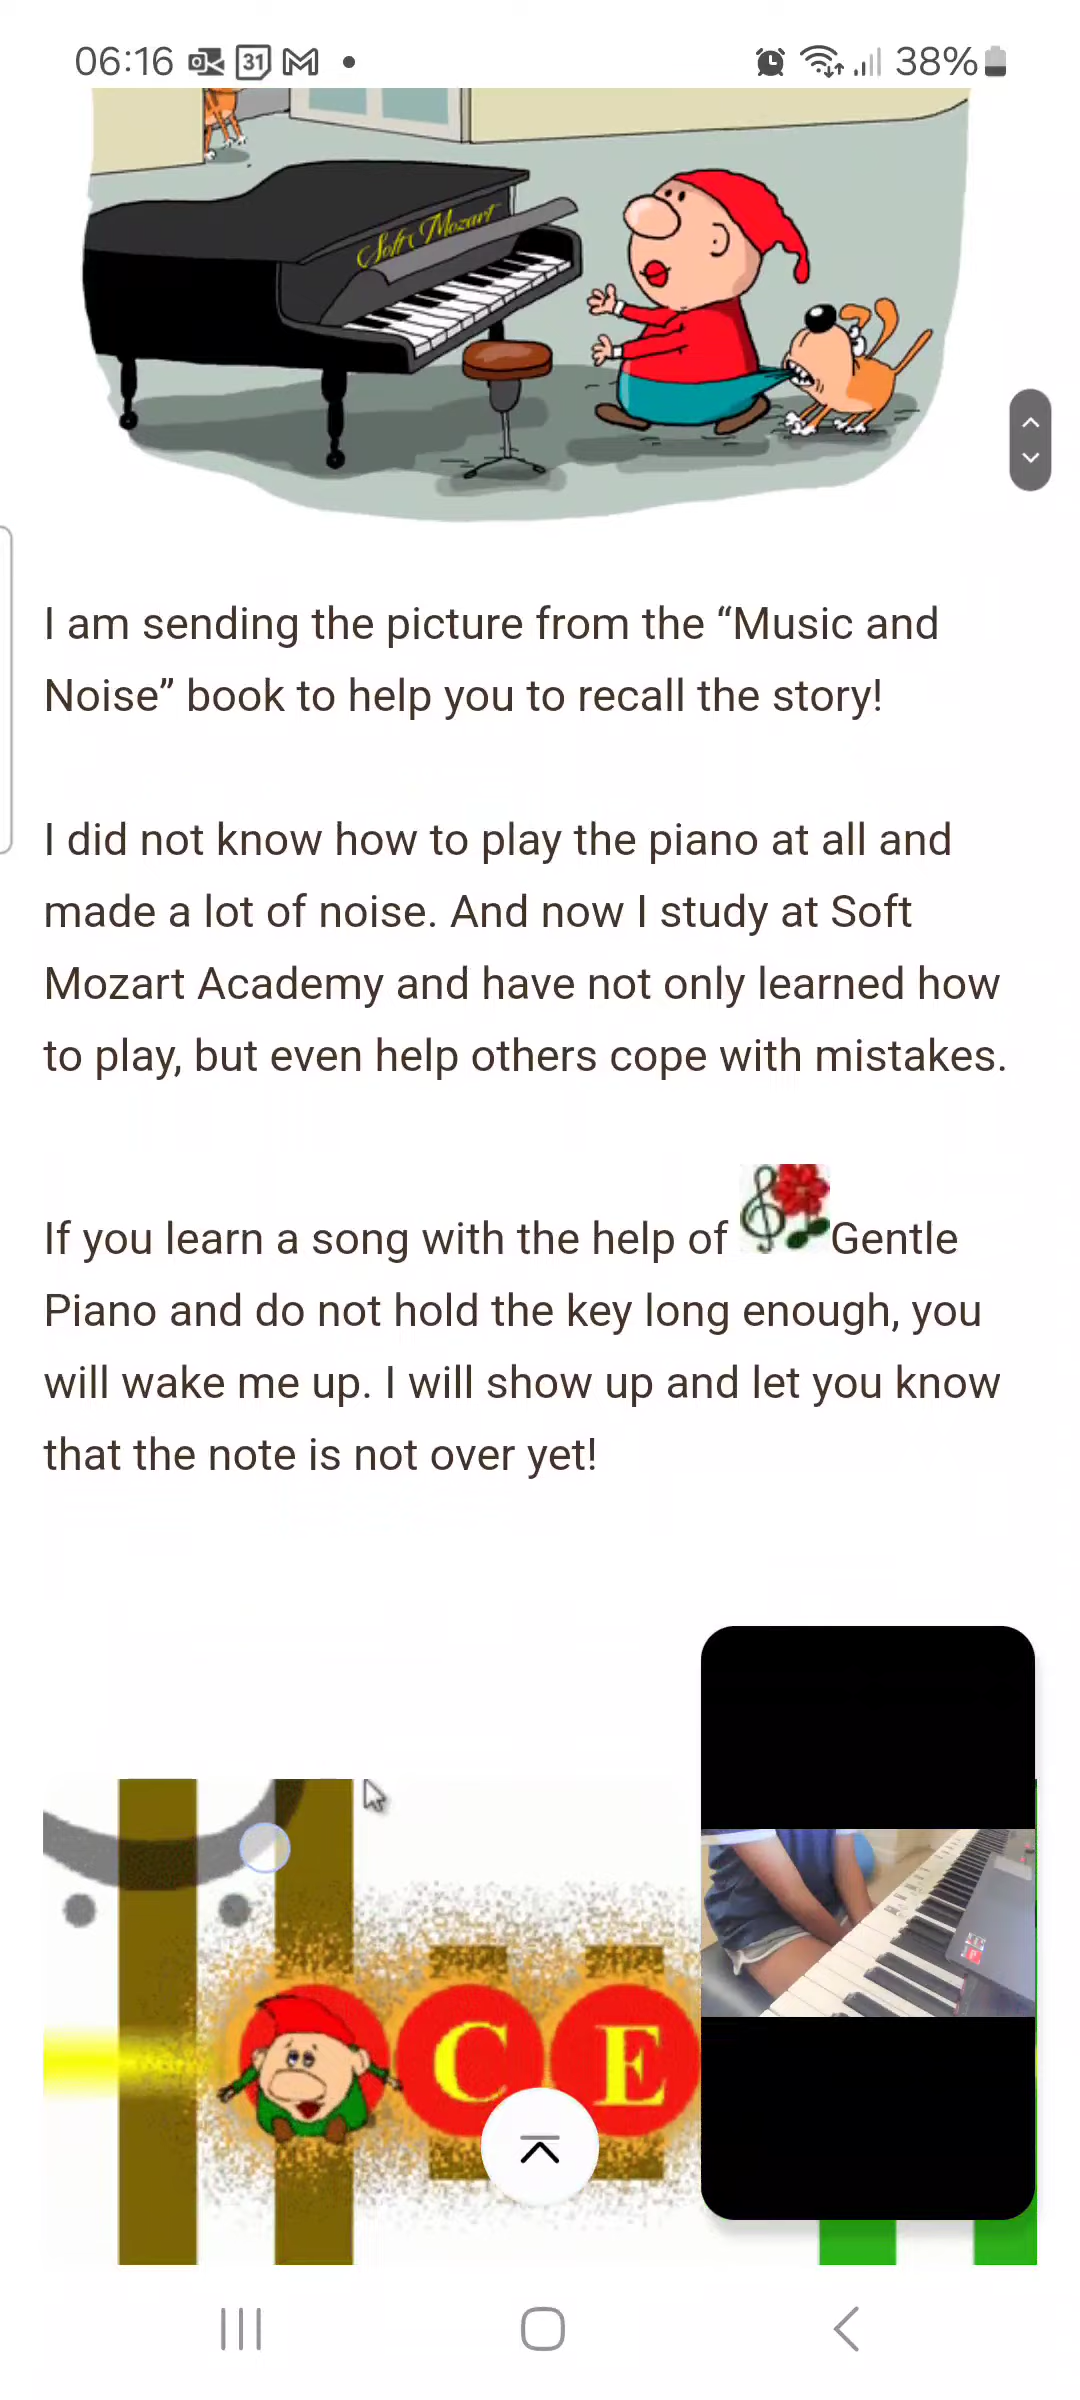 06:16
31
38%
Soft Mozart
I am sending the picture from the “Music and
Noise” book to help you to recall the story!
I did not know how to play the piano at all and
made a lot of noise. And now I study at Soft
Mozart Academy and have not only learned how
to play, but even help others cope with mistakes.
If you learn a song with the help of Gentle
Piano and do not hold the key long enough, you
will wake me up. I will show up and let you know
that the note is not over yet!
C E